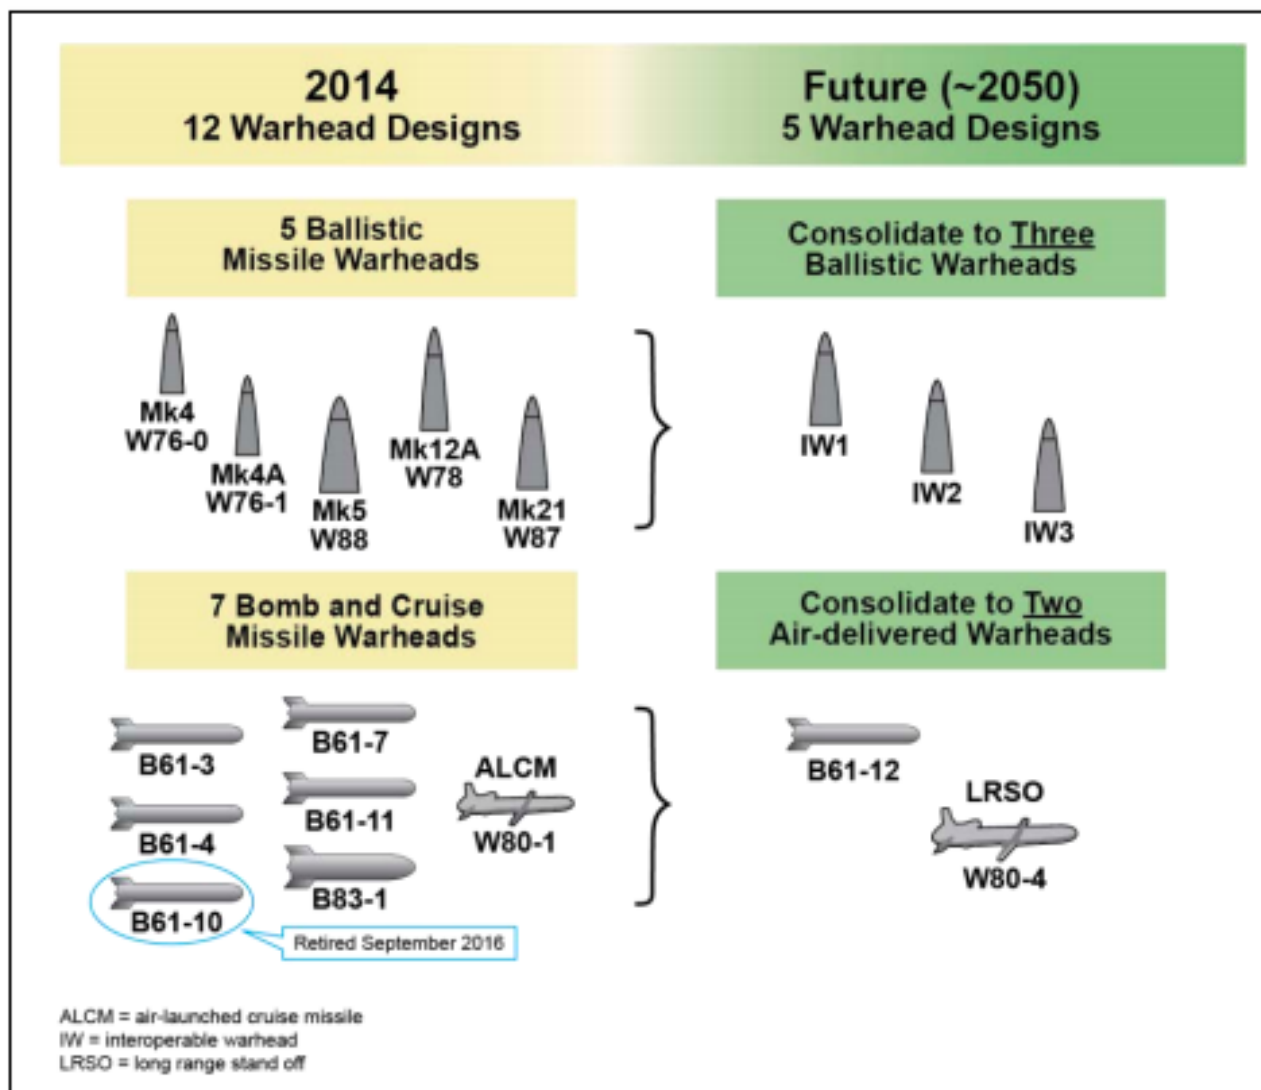 2014
12 Warhead Designs
Future (~2050)
5 Warhead Designs
5 Ballistic
Missile Warheads
Consolidate to Three
Ballistic Warheads
Mk4
W76-0
Mk4A
W76-1
Mk5
W88
Mk12A
W78
Mk21
W87
IW1
IW2
IW3
7 Bomb and Cruise
Missile Warheads
Consolidate to Two
Air-delivered Warheads
B61-3
B61-4
B61-10
B61-7
B61-11
B83-1
ALCM
W80-1
Retired September 2016
B61-12
LRSO
W80-4
ALCM = air-launched cruise missile
IW = interoperable warhead
LRSO = long range stand off